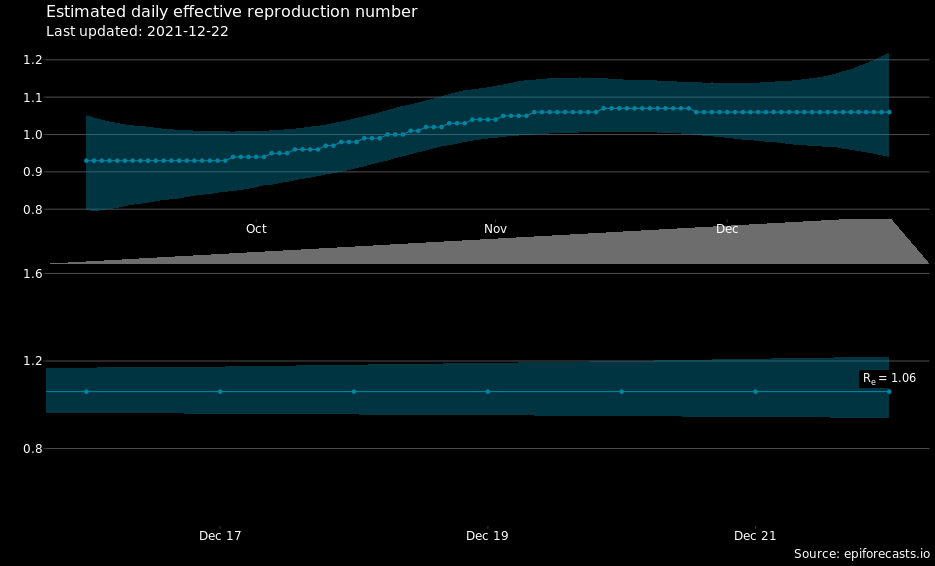 Estimated daily effective reproduction number
Last updated: 2021-12-22
1.2
1.1
1.0
0.9
0.8
Oct Nov Dec
1.6
1.2
Re = 1.06
0.8
Dec 17 Dec 19 Dec 21
Source: epiforecasts.io